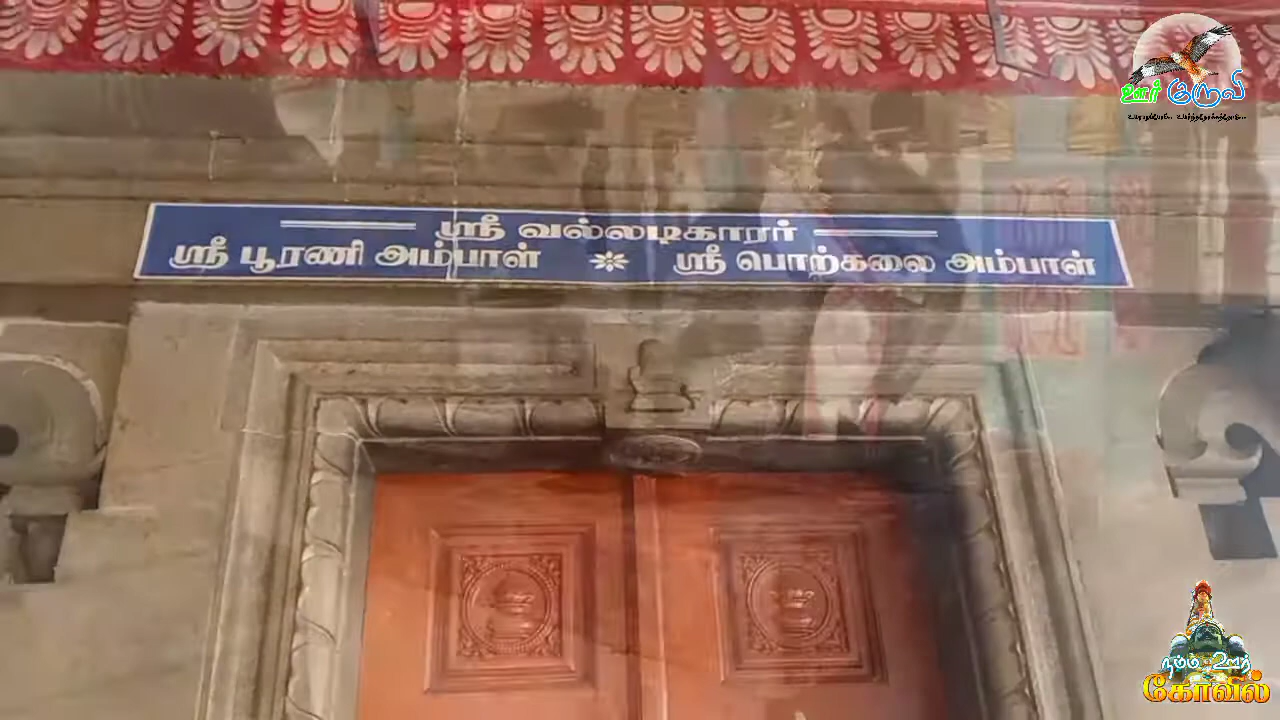 ஊர் குருவி
ஸ்ரீ வல்லடிகாரர்
ஸ்ரீ பூரணி அம்பாள் ஸ்ரீ பொற்கலை அம்பாள்
நம்ம ஊர்
கோவில்